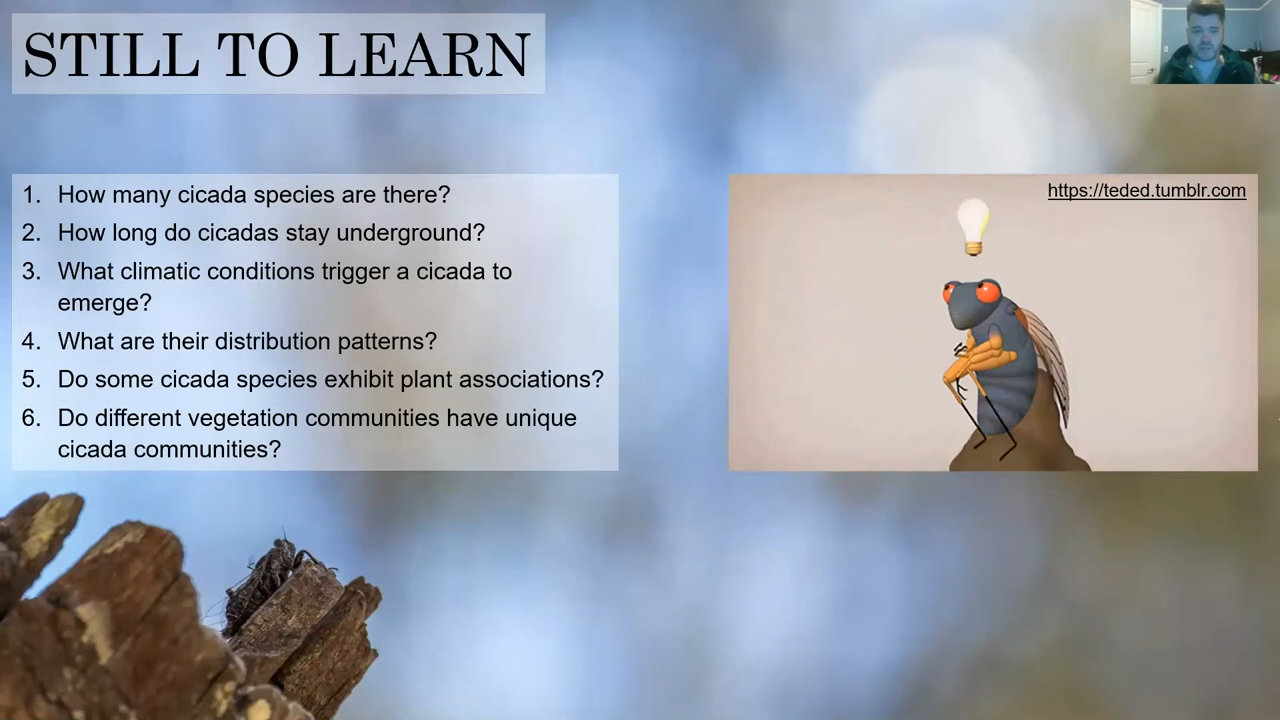 STILL TO LEARN
https://teded.tumblr.com
1. How many cicada species are there?
2. How long do cicadas stay underground?
3. What climatic conditions trigger a cicada to
emerge?
4. What are their distribution patterns?
5. Do some cicada species exhibit plant associations?
6. Do different vegetation communities have unique
cicada communities?